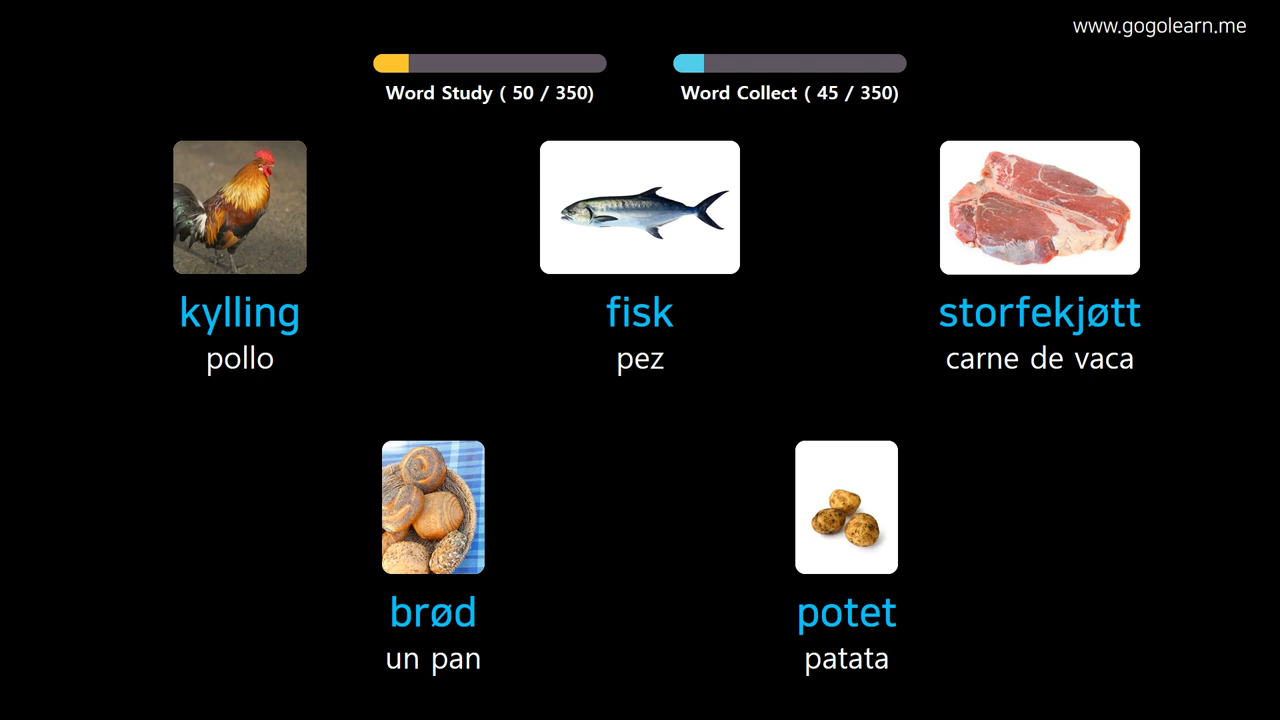 www.gogolearn.me
Word Study ( 50 / 350)
Word Collect ( 45 / 350)
kylling
pollo
fisk
pez
storfekjøtt
carne de vaca
brød
un pan
potet
patata